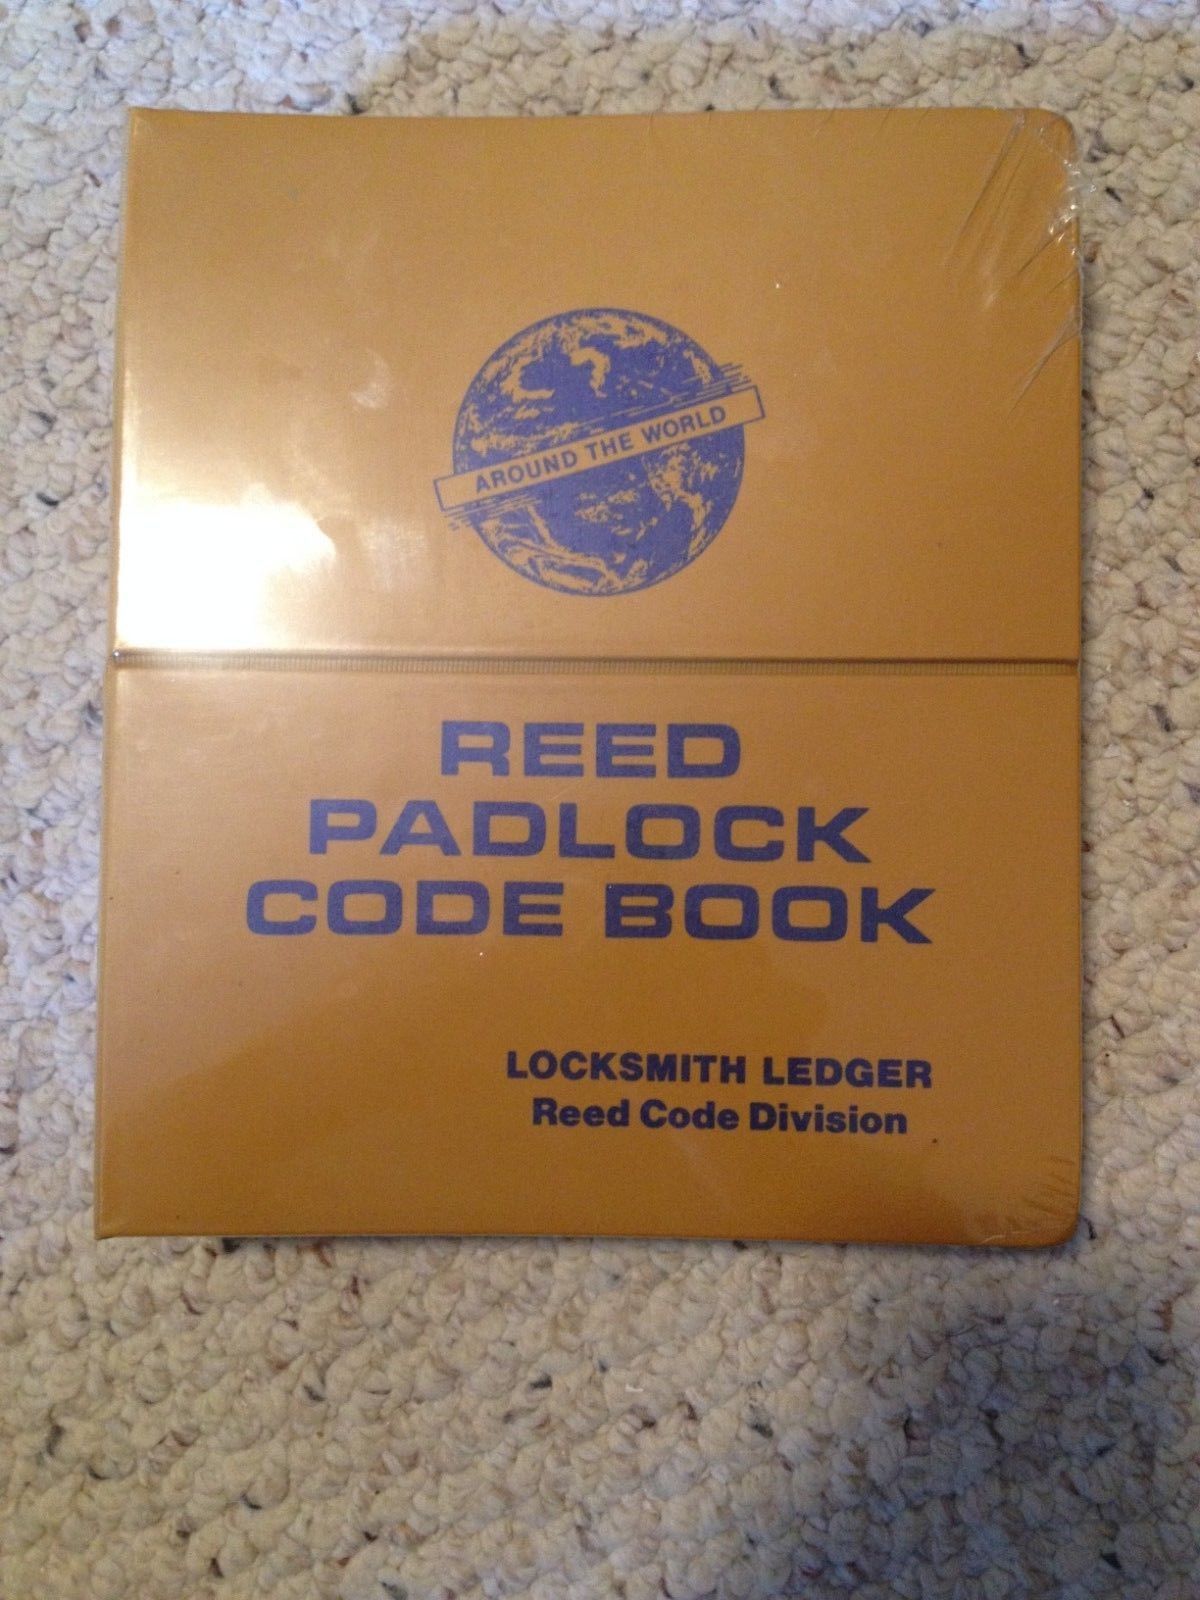 AROUND THE WORLD
REED
PADLOCK
CODE BOOK
LOCKSMITH LEDGER
Reed Code Division